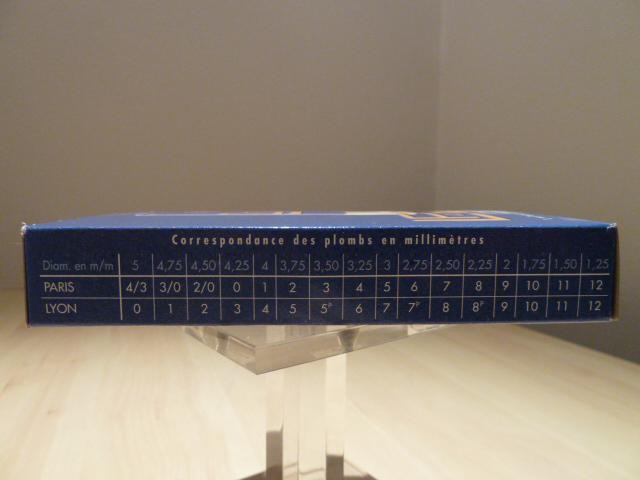 Correspondance des plombs en millimètres
Diam. en m/m 5 4,75 4,50 4,25 4 3,75 3,50 3,25 3 2,75 2,50 2,25 2 1,75 1,50 1,25
PARIS 4/3 3/0 2/0 0 1 2 3 4 5 6 7 8 9 10 11 12
LYON 0 1 2 3 4 5 5ᵖ 6 7 7ᵖ 8 8ᵖ 9 10 11 12